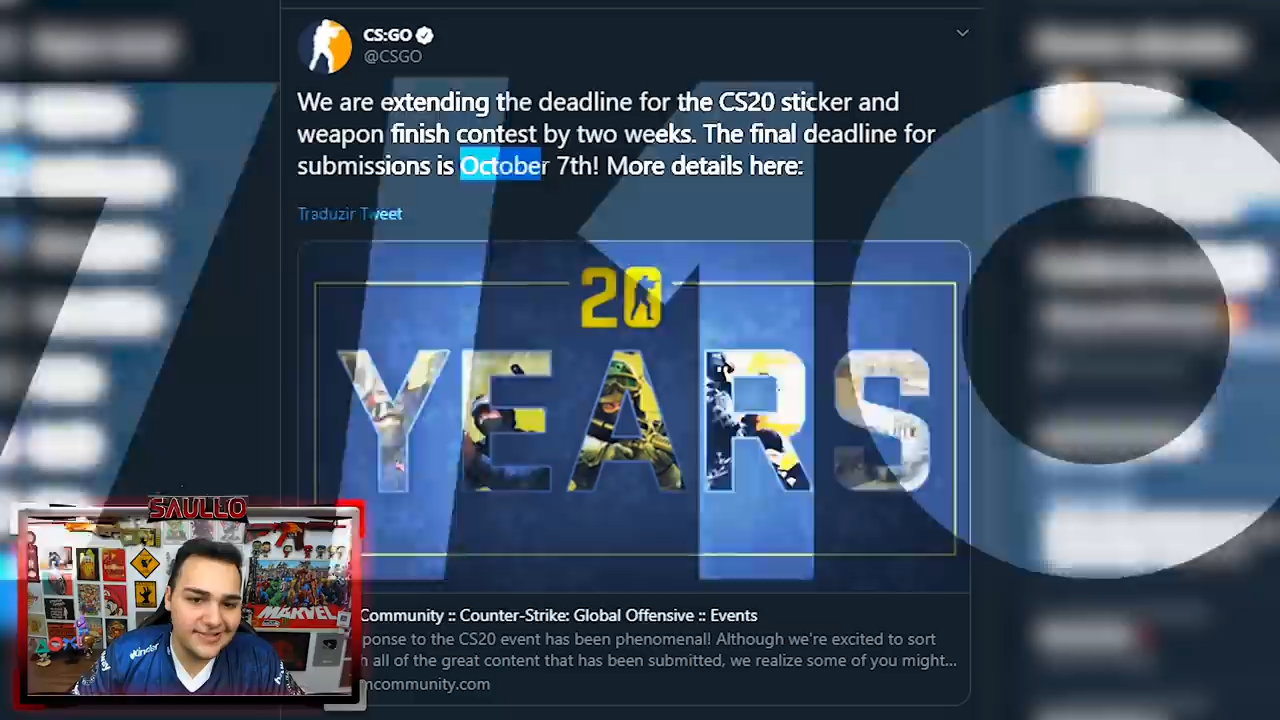 CS:GO
@CSGO
We are extending the deadline for the CS20 sticker and
weapon finish contest by two weeks. The final deadline for
submissions is October 7th! More details here:
Traduzir Tweet
20
YEARS
7/10
Community :: Counter-Strike: Global Offensive :: Events
ponse to the CS20 event has been phenomenal! Although we're excited to sort
all of the great content that has been submitted, we realize some of you might...
community.com
SAULLO
MARVEL